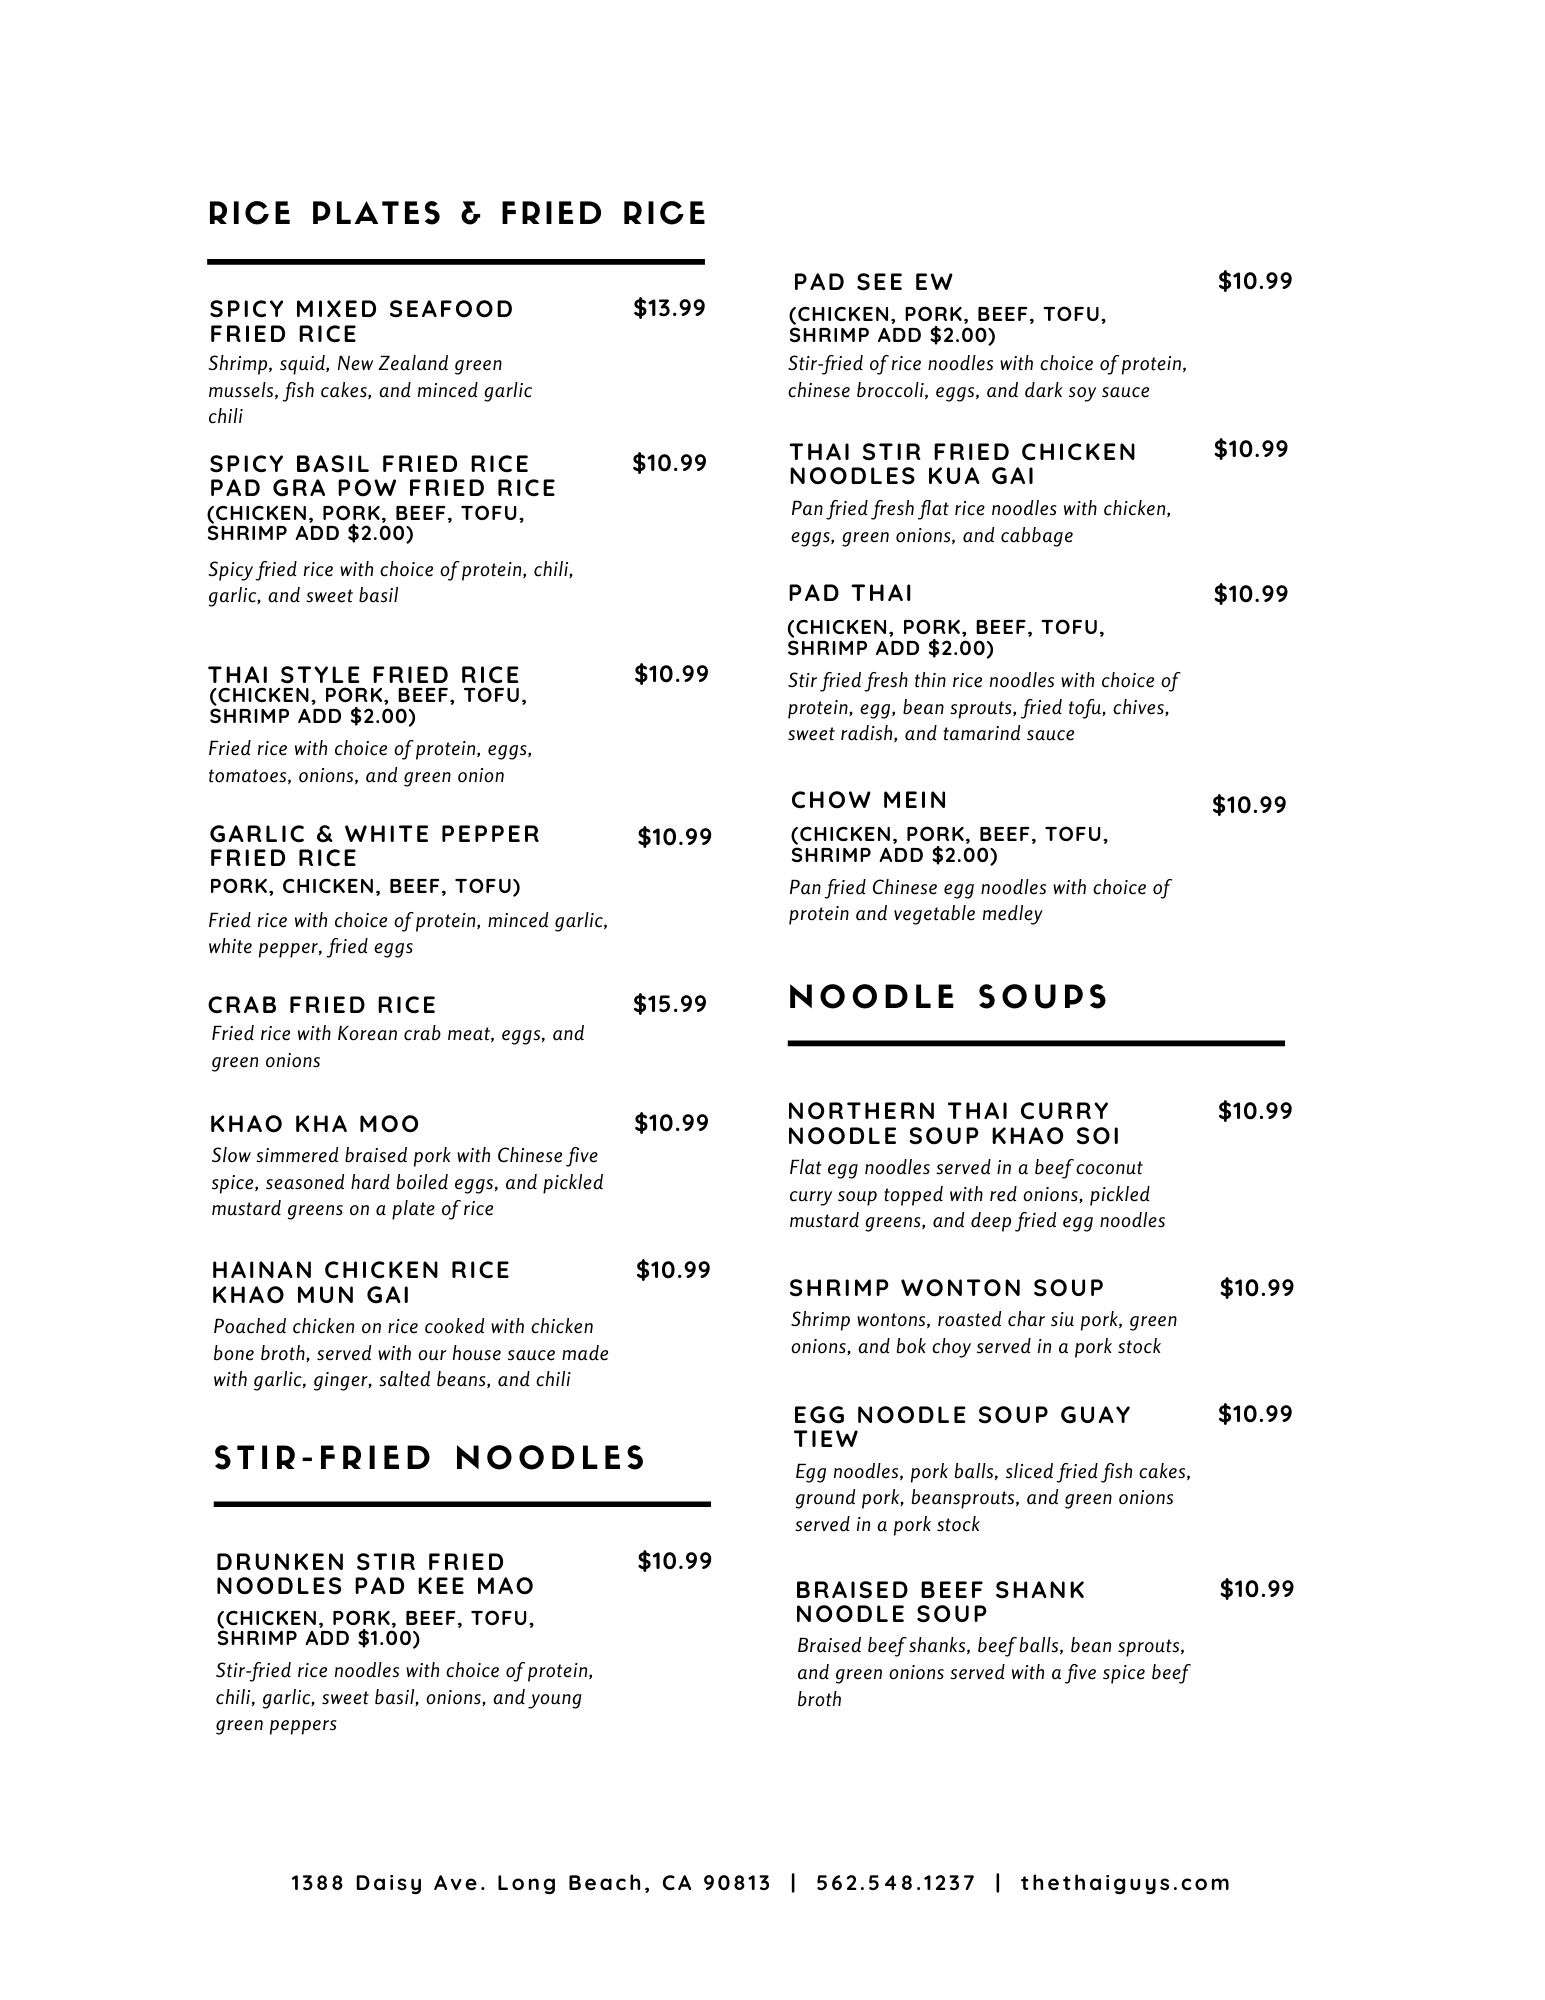 RICE PLATES & FRIED RICE
SPICY MIXED SEAFOOD $13.99
FRIED RICE
Shrimp, squid, New Zealand green
mussels, fish cakes, and minced garlic
chili
SPICY BASIL FRIED RICE $10.99
PAD GRA POW FRIED RICE
(CHICKEN, PORK, BEEF, TOFU,
SHRIMP ADD $2.00)
Spicy fried rice with choice of protein, chili,
garlic, and sweet basil
THAI STYLE FRIED RICE $10.99
(CHICKEN, PORK, BEEF, TOFU,
SHRIMP ADD $2.00)
Fried rice with choice of protein, eggs,
tomatoes, onions, and green onion
GARLIC & WHITE PEPPER $10.99
FRIED RICE
PORK, CHICKEN, BEEF, TOFU)
Fried rice with choice of protein, minced garlic,
white pepper, fried eggs
CRAB FRIED RICE $15.99
Fried rice with Korean crab meat, eggs, and
green onions
KHAO KHA MOO $10.99
Slow simmered braised pork with Chinese five
spice, seasoned hard boiled eggs, and pickled
mustard greens on a plate of rice
HAINAN CHICKEN RICE $10.99
KHAO MUN GAI
Poached chicken on rice cooked with chicken
bone broth, served with our house sauce made
with garlic, ginger, salted beans, and chili
STIR-FRIED NOODLES
DRUNKEN STIR FRIED $10.99
NOODLES PAD KEE MAO
(CHICKEN, PORK, BEEF, TOFU,
SHRIMP ADD $1.00)
Stir-fried rice noodles with choice of protein,
chili, garlic, sweet basil, onions, and young
green peppers
PAD SEE EW $10.99
(CHICKEN, PORK, BEEF, TOFU,
SHRIMP ADD $2.00)
Stir-fried of rice noodles with choice of protein,
chinese broccoli, eggs, and dark soy sauce
THAI STIR FRIED CHICKEN $10.99
NOODLES KUA GAI
Pan fried fresh flat rice noodles with chicken,
eggs, green onions, and cabbage
PAD THAI $10.99
(CHICKEN, PORK, BEEF, TOFU,
SHRIMP ADD $2.00)
Stir fried fresh thin rice noodles with choice of
protein, egg, bean sprouts, fried tofu, chives,
sweet radish, and tamarind sauce
CHOW MEIN $10.99
(CHICKEN, PORK, BEEF, TOFU,
SHRIMP ADD $2.00)
Pan fried Chinese egg noodles with choice of
protein and vegetable medley
NOODLE SOUPS
NORTHERN THAI CURRY $10.99
NOODLE SOUP KHAO SOI
Flat egg noodles served in a beef coconut
curry soup topped with red onions, pickled
mustard greens, and deep fried egg noodles
SHRIMP WONTON SOUP $10.99
Shrimp wontons, roasted char siu pork, green
onions, and bok choy served in a pork stock
EGG NOODLE SOUP GUAY $10.99
TIEW
Egg noodles, pork balls, sliced fried fish cakes,
ground pork, beansprouts, and green onions
served in a pork stock
BRAISED BEEF SHANK $10.99
NOODLE SOUP
Braised beef shanks, beef balls, bean sprouts,
and green onions served with a five spice beef
broth
1388 Daisy Ave. Long Beach, CA 90813 | 562.548.1237 | thethaiguys.com